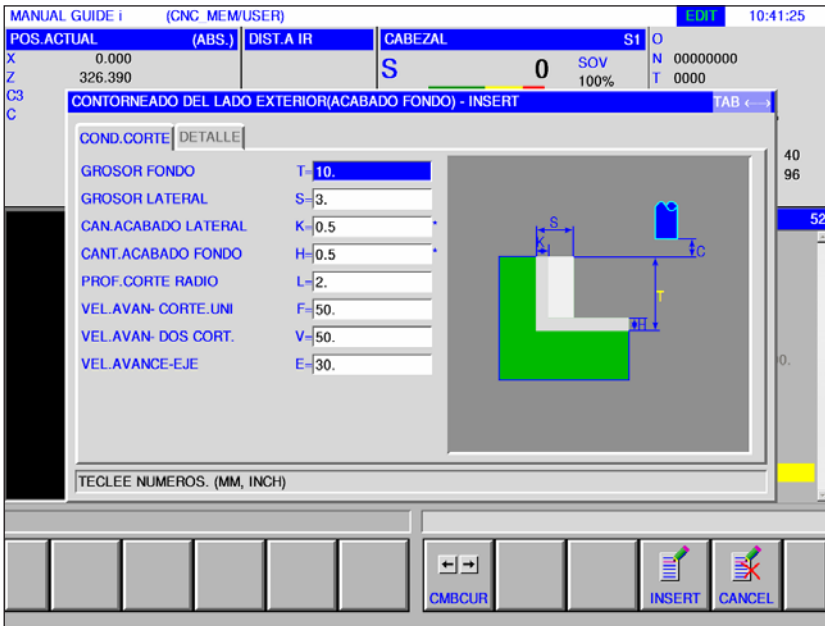 MANUAL GUIDE i (CNC_MEM/USER) EDIT 10:41:25
POS.ACTUAL (ABS.) DIST.A IR CABEZAL S1 O
X 0.000 S 0 SOV N 00000000
Z 326.390 100% T 0000
C3
C
CONTORNEADO DEL LADO EXTERIOR(ACABADO FONDO) - INSERT TAB ←→
COND.CORTE DETALLE
GROSOR FONDO T=10.
GROSOR LATERAL S=3.
CAN.ACABADO LATERAL K=0.5 *
CANT.ACABADO FONDO H=0.5 *
PROF.CORTE RADIO L=2.
VEL.AVAN- CORTE.UNI F=50.
VEL.AVAN- DOS CORT. V=50.
VEL.AVANCE-EJE E=30.
S
K
C
T
H
40
96
52
0.
TECLEE NUMEROS. (MM, INCH)
CMBCUR INSERT CANCEL